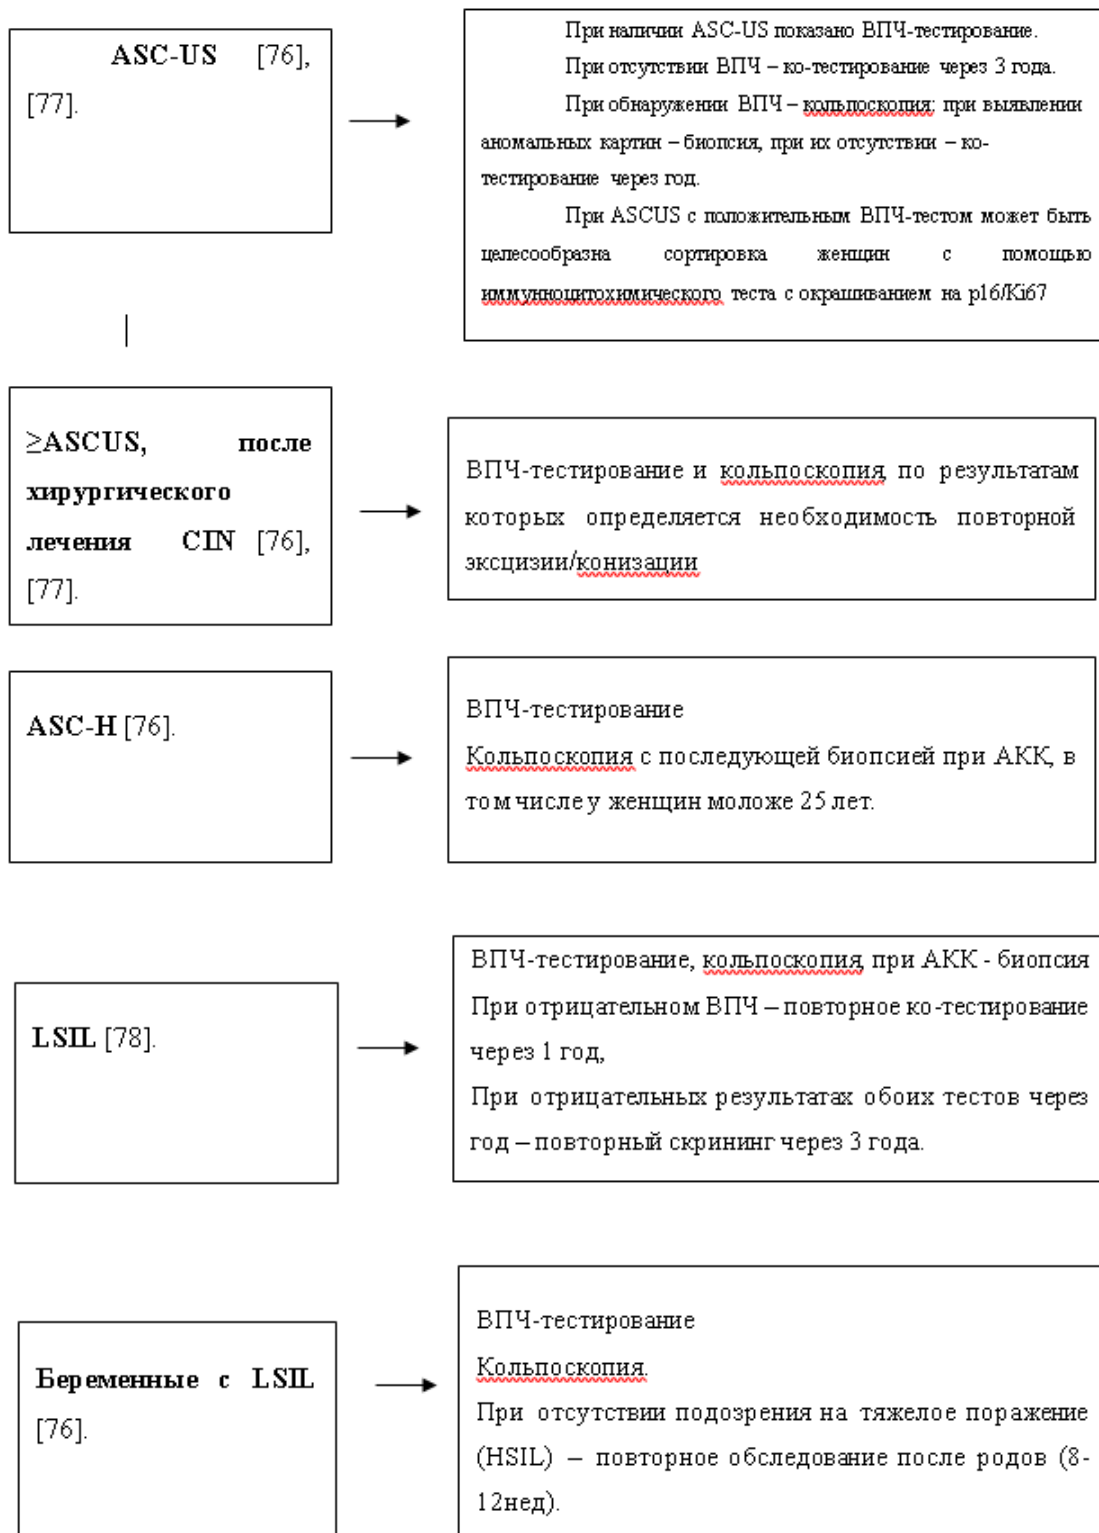 ASC-US [76],
[77].
При наличии ASC-US показано ВПЧ-тестирование.
При отсутствии ВПЧ – ко-тестирование через 3 года.
При обнаружении ВПЧ – кольпоскопия: при выявлении
аномальных картин – биопсия, при их отсутствии – ко-
тестирование через год.
При ASCUS с положительным ВПЧ-тестом может быть
целесообразна сортировка женщин с помощью
иммунноцитохимического теста с окрашиванием на p16/Ki67
≥ASCUS, после
хирургического
лечения CIN [76],
[77].
ВПЧ-тестирование и кольпоскопия, по результатам
которых определяется необходимость повторной
эксцизии/конизации
ASC-H [76].
ВПЧ-тестирование
Кольпоскопия с последующей биопсией при АКК, в
том числе у женщин моложе 25 лет.
LSIL [78].
ВПЧ-тестирование, кольпоскопия, при АКК - биопсия
При отрицательном ВПЧ – повторное ко-тестирование
через 1 год,
При отрицательных результатах обоих тестов через
год – повторный скрининг через 3 года.
Беременные с LSIL
[76].
ВПЧ-тестирование
Кольпоскопия.
При отсутствии подозрения на тяжелое поражение
(HSIL) – повторное обследование после родов (8-
12нед).